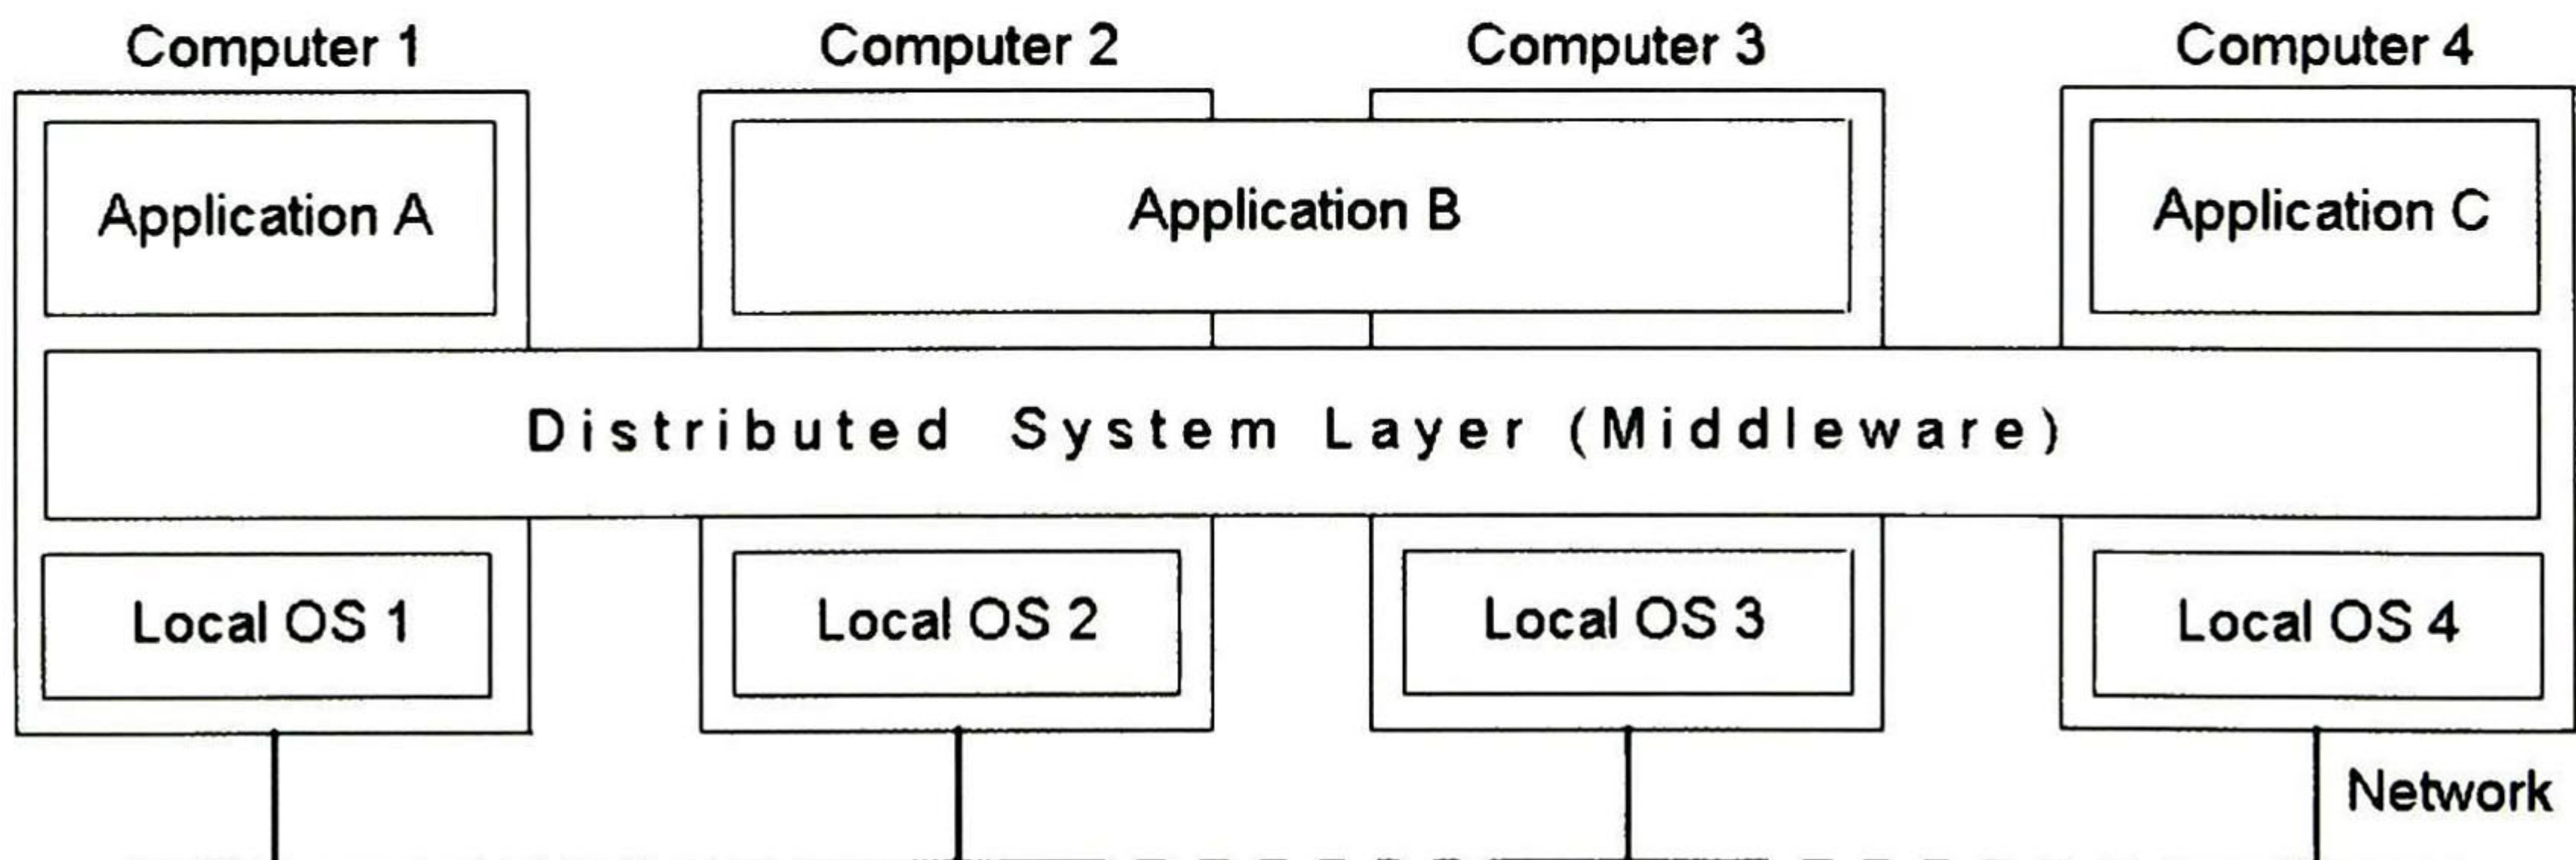 Computer 1 Computer 2 Computer 3 Computer 4
Application A Application B Application C
Distributed System Layer (Middleware)
Local OS 1 Local OS 2 Local OS 3 Local OS 4
Network